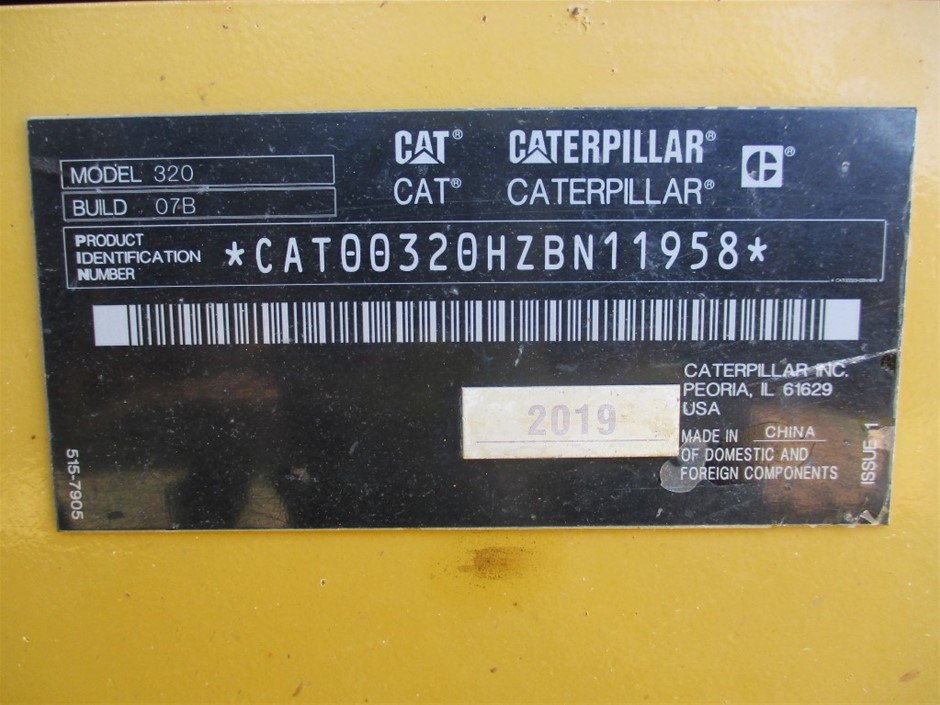 CAT® CATERPILLAR®
CAT® CATERPILLAR®
MODEL 320
BUILD 07B
PRODUCT
IDENTIFICATION
NUMBER
*CAT00320HZBN11958*
CATERPILLAR INC.
PEORIA, IL 61629
USA
2019
MADE IN CHINA
OF DOMESTIC AND
FOREIGN COMPONENTS
515-7905
ISSUE 1